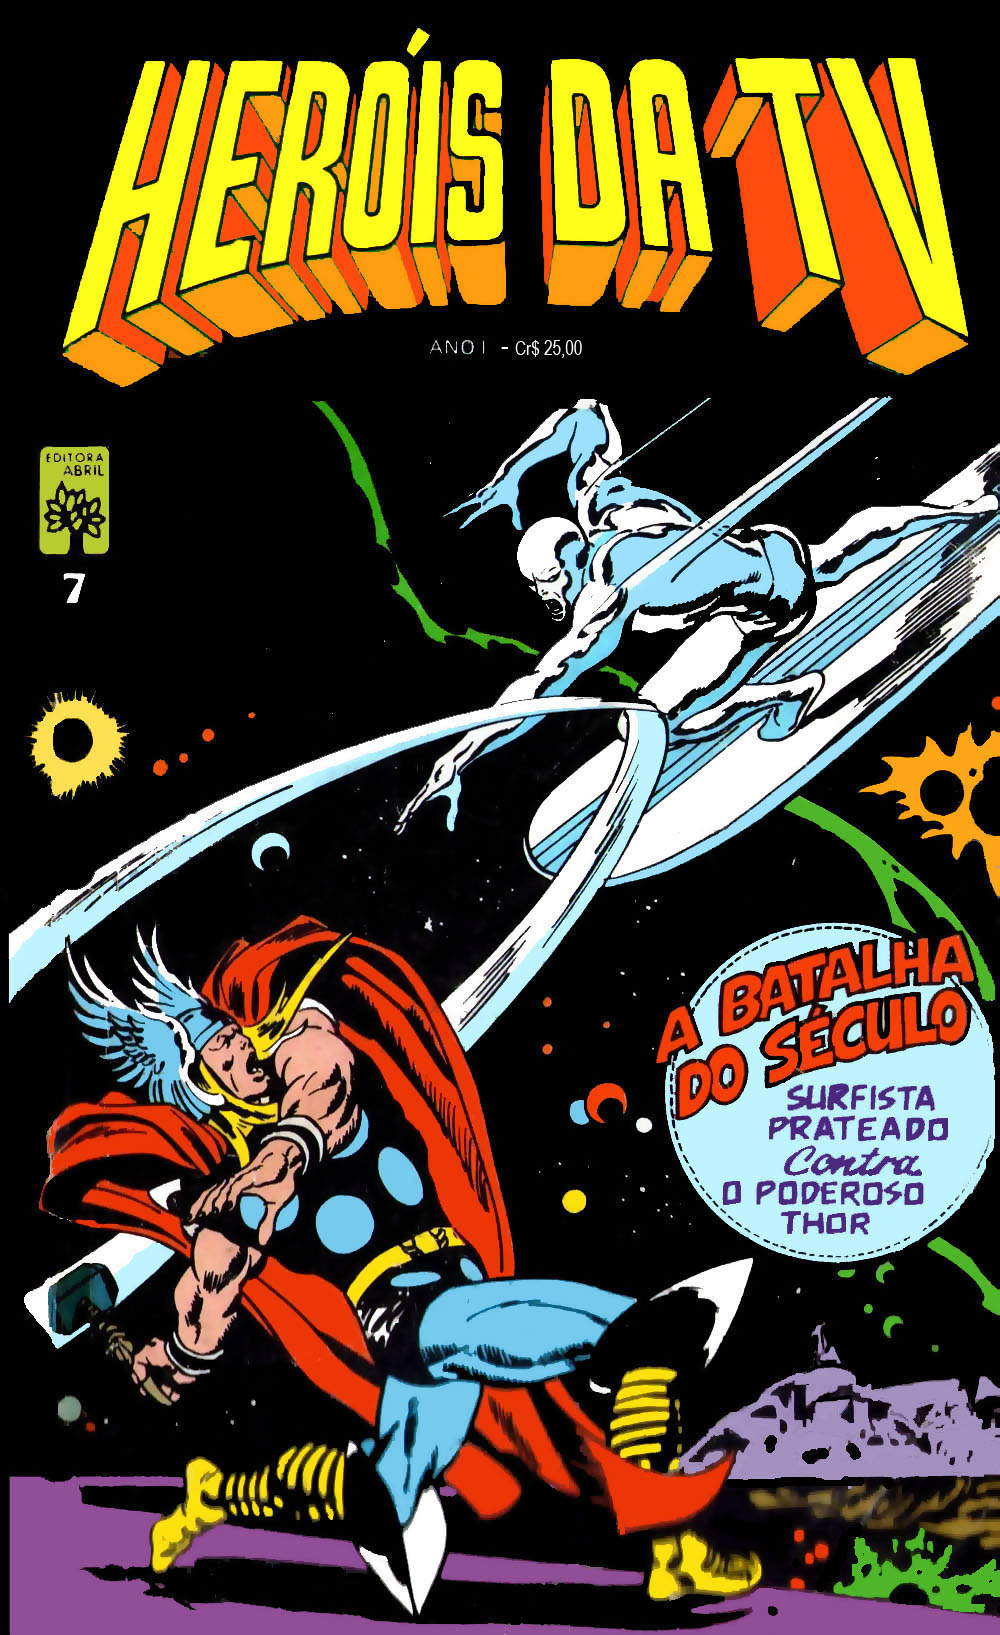 HERÓIS DA TV
ANO I - Cr$ 25,00
EDITORA
ABRIL
7
A BATALHA
DO SÉCULO
SURFISTA
PRATEADO
Contra
O PODEROSO
THOR